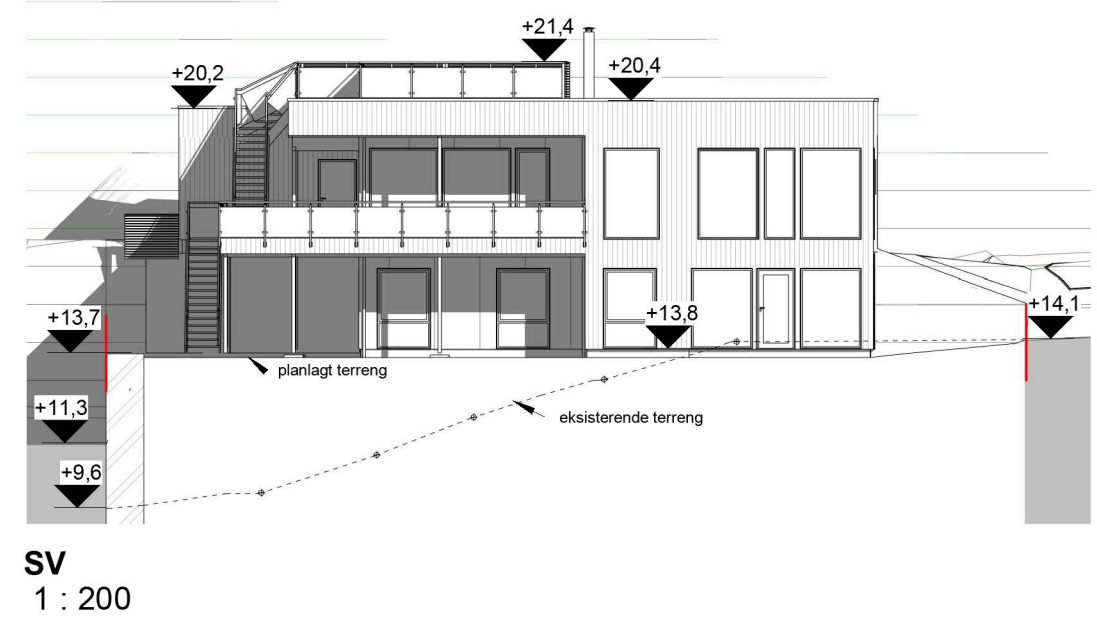 +21,4
+20,2
+20,4
+13,7
+13,8
+14,1
planlagt terreng
+11,3
eksisterende terreng
+9,6
SV
1 : 200